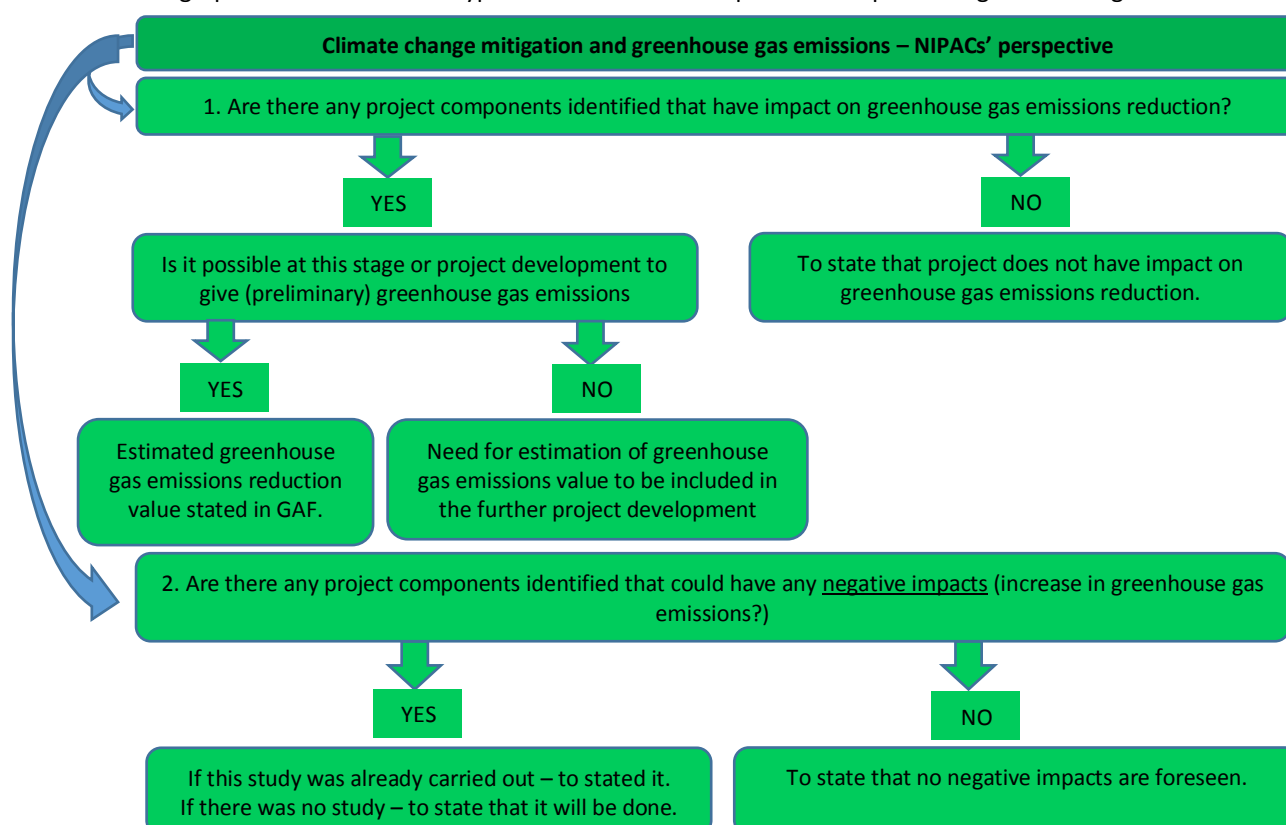 Climate change mitigation and greenhouse gas emissions – NIPACs’ perspective
1. Are there any project components identified that have impact on greenhouse gas emissions reduction?
YES
NO
Is it possible at this stage or project development to
give (preliminary) greenhouse gas emissions
To state that project does not have impact on
greenhouse gas emissions reduction.
YES
NO
Estimated greenhouse
gas emissions reduction
value stated in GAF.
Need for estimation of greenhouse
gas emissions value to be included in
the further project development
2. Are there any project components identified that could have any negative impacts (increase in greenhouse gas
emissions?)
YES
NO
If this study was already carried out – to stated it.
If there was no study – to state that it will be done.
To state that no negative impacts are foreseen.